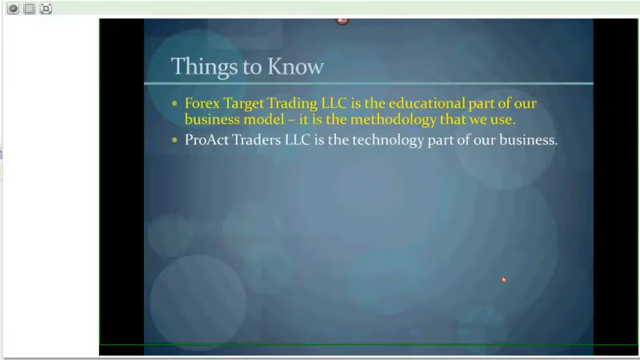 Things to Know
• Forex Target Trading LLC is the educational part of our
business model – it is the methodology that we use.
• ProAct Traders LLC is the technology part of our business.